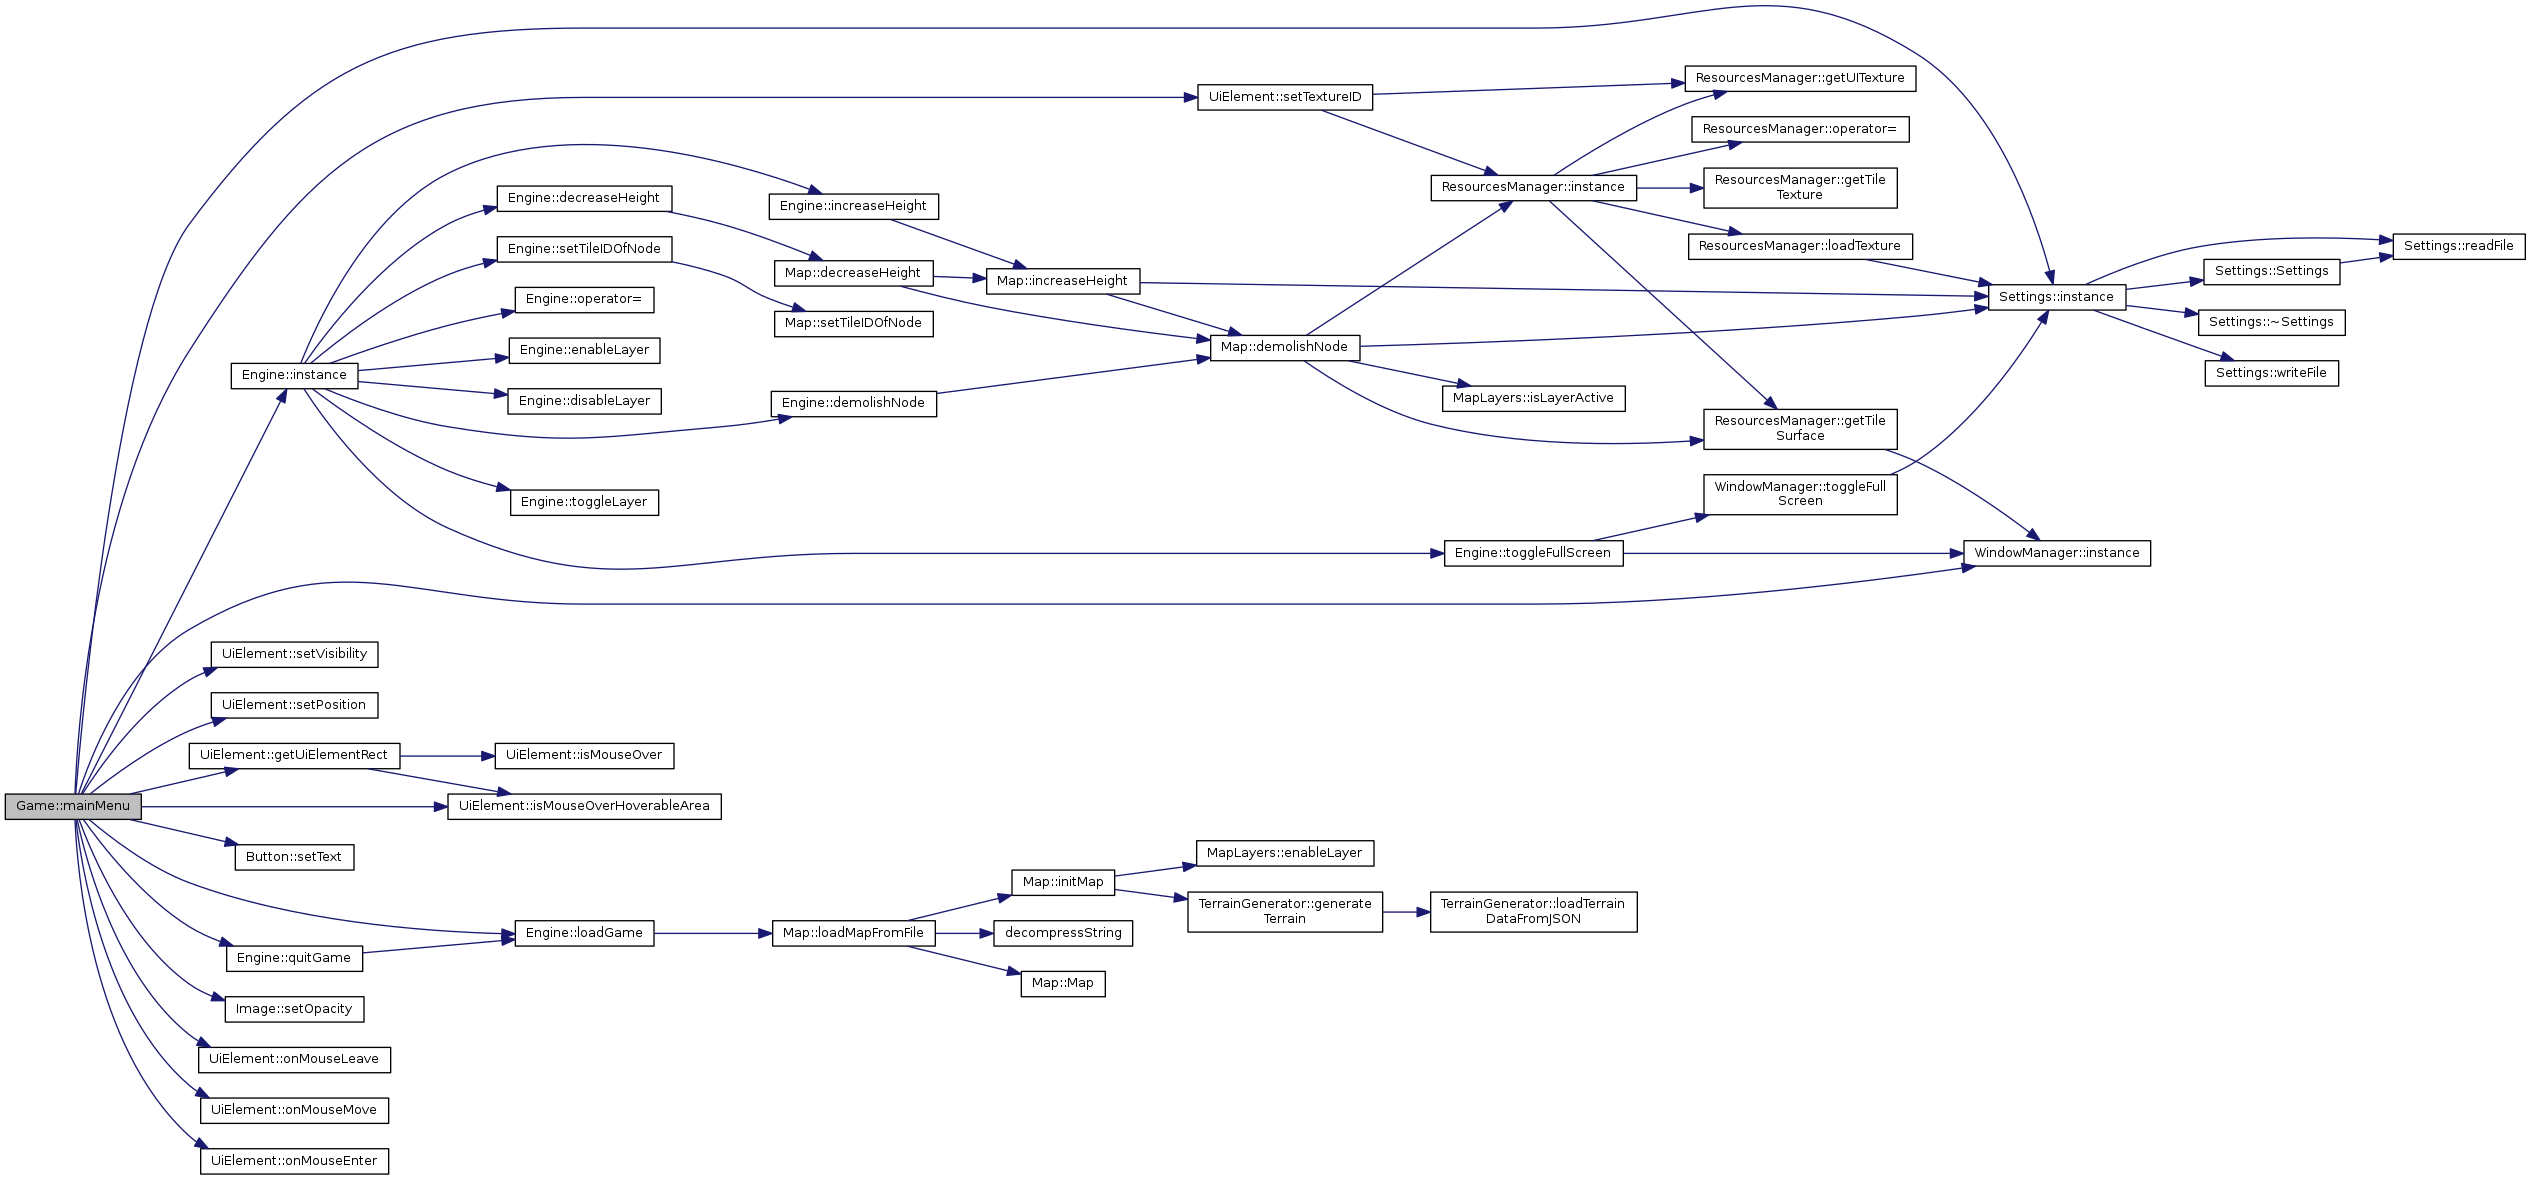 Game::mainMenu
Engine::instance
UiElement::setVisibility
UiElement::setPosition
UiElement::getUiElementRect
Button::setText
Engine::quitGame
Image::setOpacity
UiElement::onMouseLeave
UiElement::onMouseMove
UiElement::onMouseEnter
Engine::decreaseHeight
Engine::setTileIDOfNode
Engine::operator=
Engine::enableLayer
Engine::disableLayer
Engine::toggleLayer
UiElement::isMouseOver
UiElement::isMouseOverHoverableArea
Engine::loadGame
Engine::increaseHeight
Map::decreaseHeight
Map::setTileIDOfNode
Engine::demolishNode
Map::loadMapFromFile
Map::increaseHeight
Map::initMap
decompressString
Map::Map
UiElement::setTextureID
Map::demolishNode
MapLayers::enableLayer
TerrainGenerator::generate
Terrain
ResourcesManager::instance
MapLayers::isLayerActive
Engine::toggleFullScreen
TerrainGenerator::loadTerrain
DataFromJSON
ResourcesManager::getUITexture
ResourcesManager::operator=
ResourcesManager::getTile
Texture
ResourcesManager::loadTexture
ResourcesManager::getTile
Surface
WindowManager::toggleFull
Screen
Settings::instance
WindowManager::instance
Settings::Settings
Settings::~Settings
Settings::writeFile
Settings::readFile